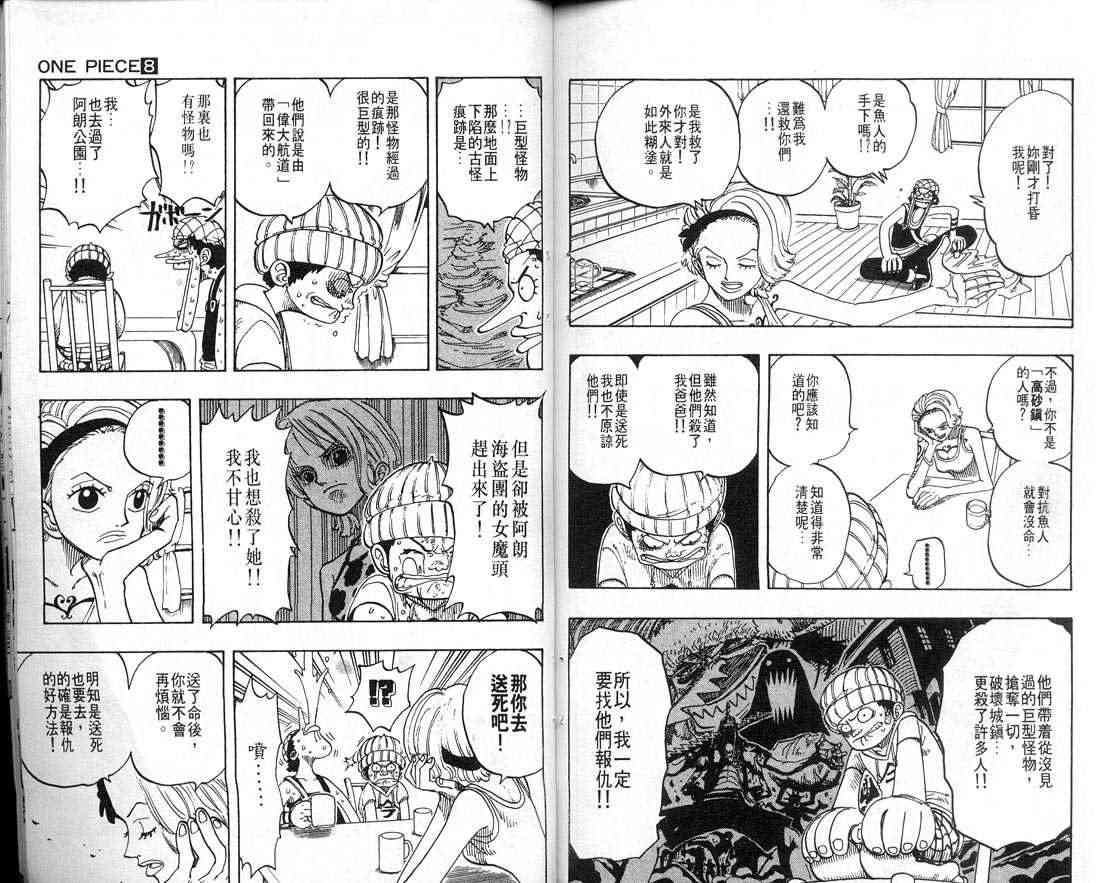 ONE PIECE 8
對了!
妳剛才打昏
我呢!
是魚人的
手下嗎!?
難為我
還救你們
…!!
是我救了
你才對!
外來人就是
如此糊塗。
不過,你不是
「高砂鎮」
的人嗎?
對抗魚人
就會沒命…
你應該知
道的吧?
知道得非常
清楚呢…
雖然知道,
但他們殺了
我爸爸!!
即使是送死
我也不原諒
他們!!
他們帶着從沒見
過的巨型怪物,
搶奪一切,
破壞城鎮…
更殺了許多人!!
所以,我一定
要找他們報仇!!
…巨型怪物
…!?
那麼地面上
下陷的古怪
痕跡是…
是那怪物經過
的痕跡!
很巨型的!!
他們說是由
「偉大航道」
帶回來的。
那裏也
有怪物嗎!?
我…
也去過了
阿朗公園…!!
但是卻被阿朗
海盜團的女魔頭
趕出來了!
我也想殺了她!!
我不甘心!!
那你去
送死吧!
!?
噴‥‥
送了命後,
你就不會
再煩惱。
明知是送死
也要去,
的確是報仇
的好方法!